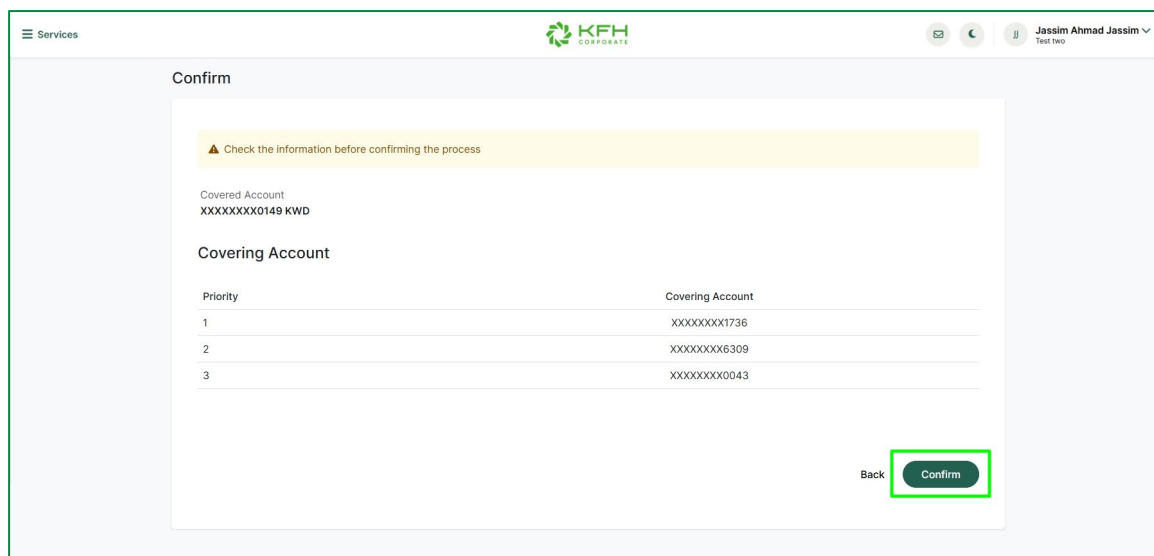 Services
KFH
CORPORATE
JJ
Jassim Ahmad Jassim
Test two
Confirm
Check the information before confirming the process
Covered Account
XXXXXXXX0149 KWD
Covering Account
Priority Covering Account
1 XXXXXXXX1736
2 XXXXXXXX6309
3 XXXXXXXX0043
Back Confirm